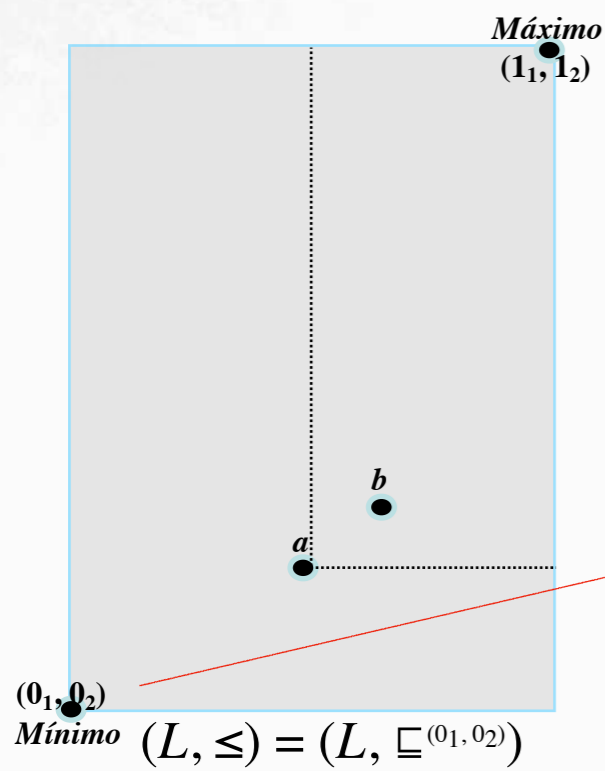 Máximo
(1₁, 1₂)
b
a
(0₁, 0₂)
Mínimo (L, ≤) = (L, ⊑⁽⁰¹, ⁰²⁾)